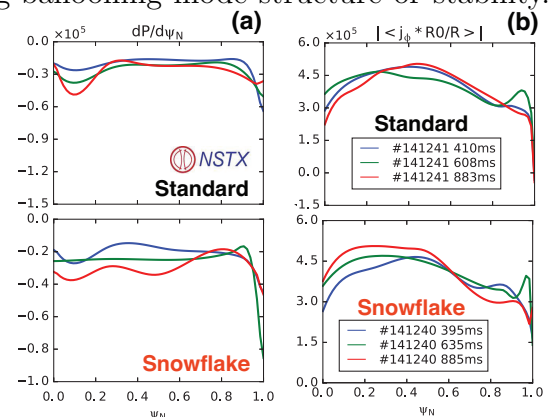 g ballooning mode structure or stability.
×10⁵ dP/dψN (a)
0.0
−0.3
−0.6
−0.9
−1.2
−1.5
NSTX
Standard
0.0
−0.2
−0.4
−0.6
−0.8
−1.0
Snowflake
0.0 0.2 0.4 0.6 0.8 1.0
ψN
×10⁵ | < jϕ * R0/R > | (b)
6.0
4.5
3.0
1.5
0.0
-1.5
Standard
#141241 410ms
#141241 608ms
#141241 883ms
6.0
4.5
3.0
1.5
0.0
Snowflake
#141240 395ms
#141240 635ms
#141240 885ms
0.0 0.2 0.4 0.6 0.8 1.0
ψN